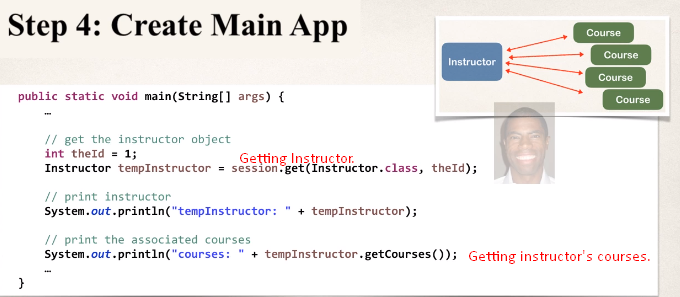 Step 4: Create Main App
Instructor
Course
Course
Course
Course
public static void main(String[] args) {
…
// get the instructor object
int theId = 1;
Getting Instructor.
Instructor tempInstructor = session.get(Instructor.class, theId);
// print instructor
System.out.println("tempInstructor: " + tempInstructor);
// print the associated courses
System.out.println("courses: " + tempInstructor.getCourses());
Getting instructor's courses.
…
}